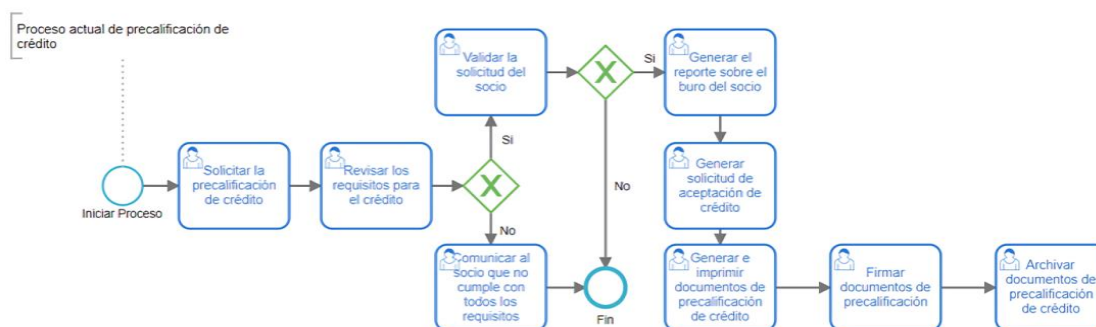 Proceso actual de precalificación de
crédito
Iniciar Proceso
Solicitar la
precalificación
de crédito
Revisar los
requisitos para
el crédito
Si
Validar la
solicitud del
socio
No
Comunicar al
socio que no
cumple con
todos los
requisitos
Si
No
Fin
Generar el
reporte sobre el
buro del socio
Generar
solicitud de
aceptación de
crédito
Generar e
imprimir
documentos de
precalificación
de crédito
Firmar
documentos de
precalificación
Archivar
documentos de
precalificación
de crédito